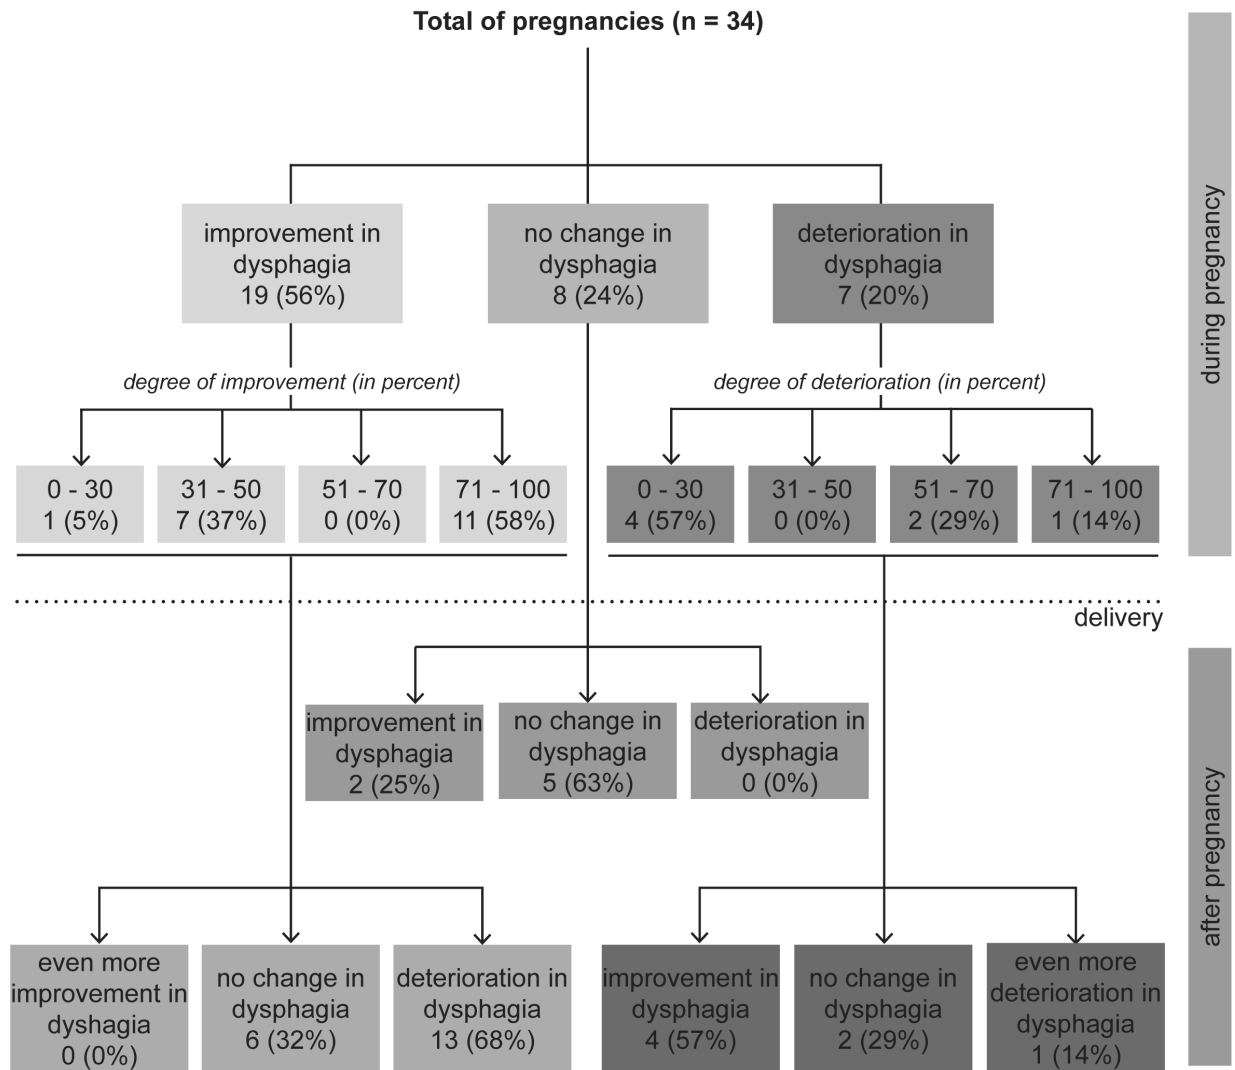 Total of pregnancies (n = 34)
improvement in
dysphagia
19 (56%)
no change in
dysphagia
8 (24%)
deterioration in
dysphagia
7 (20%)
during pregnancy
degree of improvement (in percent)
degree of deterioration (in percent)
0 - 30
1 (5%)
31 - 50
7 (37%)
51 - 70
0 (0%)
71 - 100
11 (58%)
0 - 30
4 (57%)
31 - 50
0 (0%)
51 - 70
2 (29%)
71 - 100
1 (14%)
delivery
improvement in
dysphagia
2 (25%)
no change in
dysphagia
5 (63%)
deterioration in
dysphagia
0 (0%)
after pregnancy
even more
improvement in
dyshagia
0 (0%)
no change in
dysphagia
6 (32%)
deterioration in
dysphagia
13 (68%)
improvement in
dysphagia
4 (57%)
no change in
dysphagia
2 (29%)
even more
deterioration in
dysphagia
1 (14%)